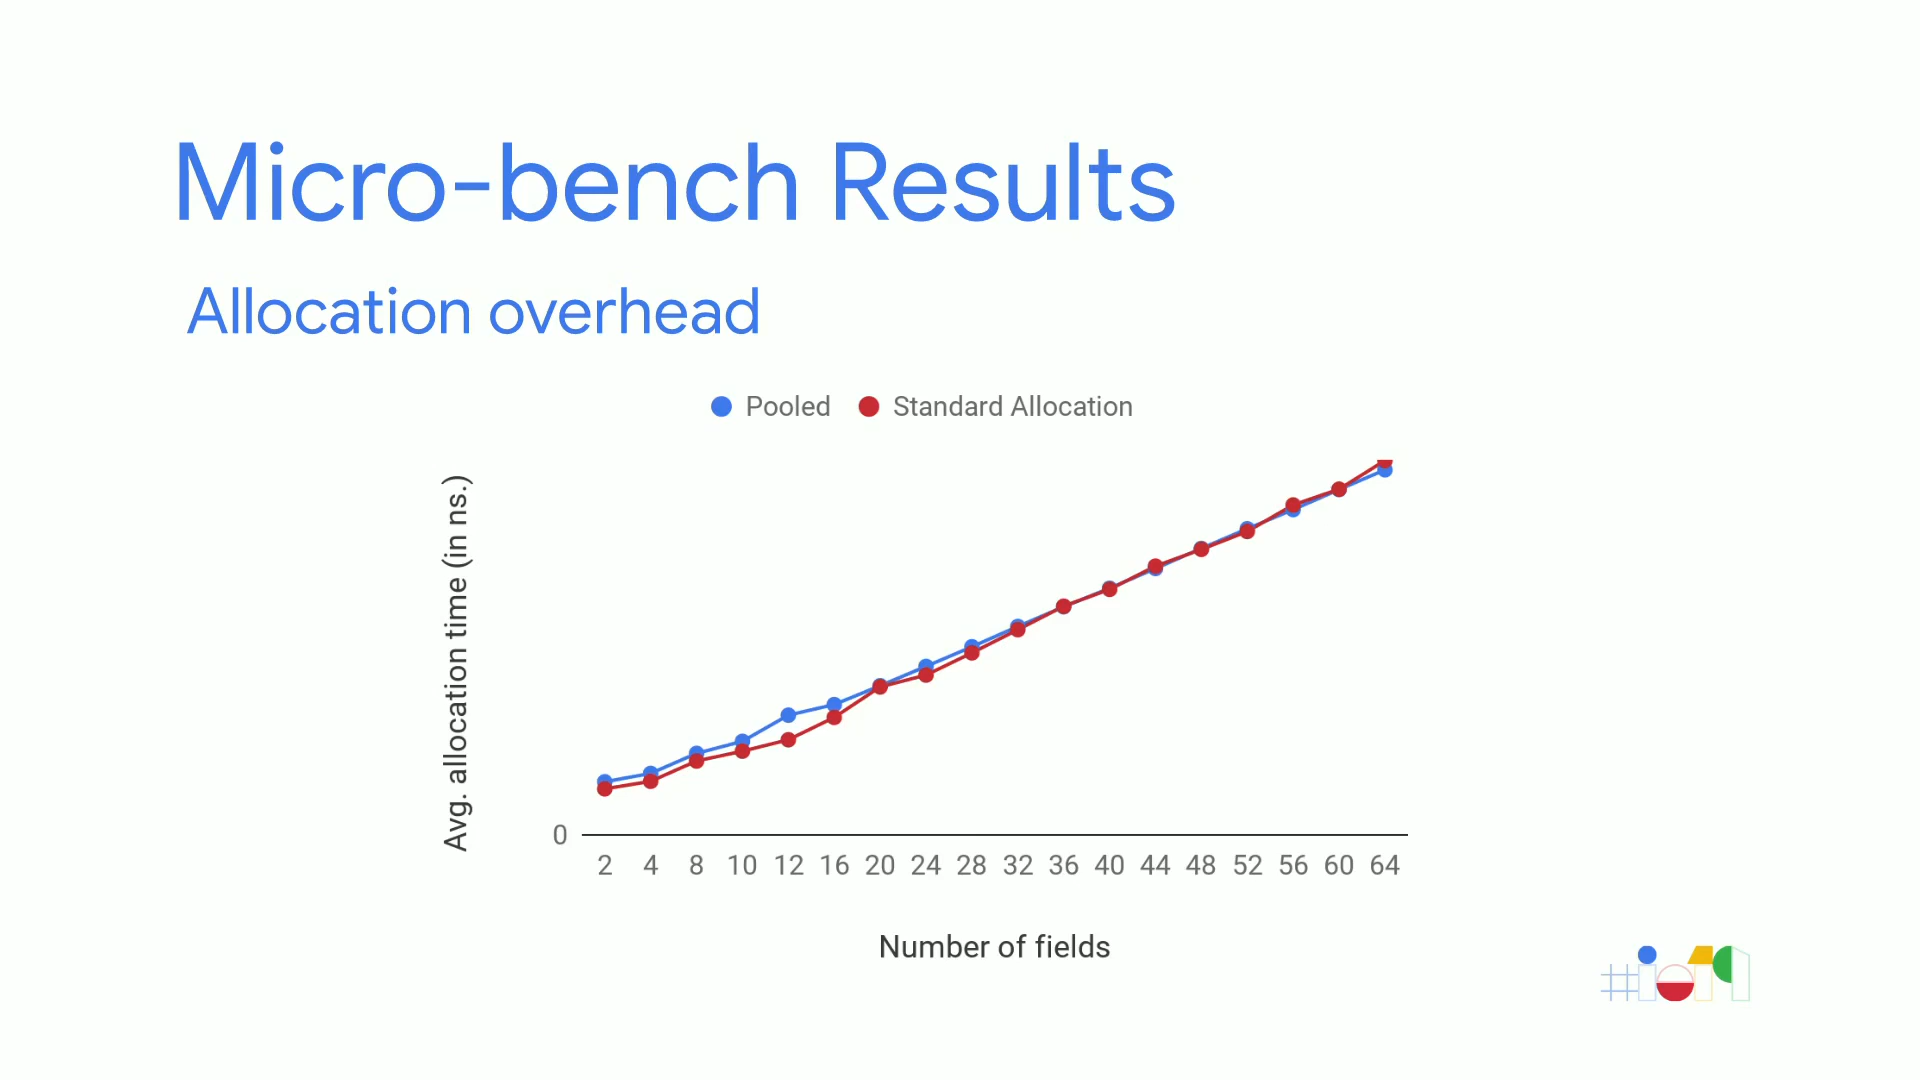 Micro-bench Results
Allocation overhead
Pooled Standard Allocation
Avg. allocation time (in ns.)
0
2 4 8 10 12 16 20 24 28 32 36 40 44 48 52 56 60 64
Number of fields
#io19